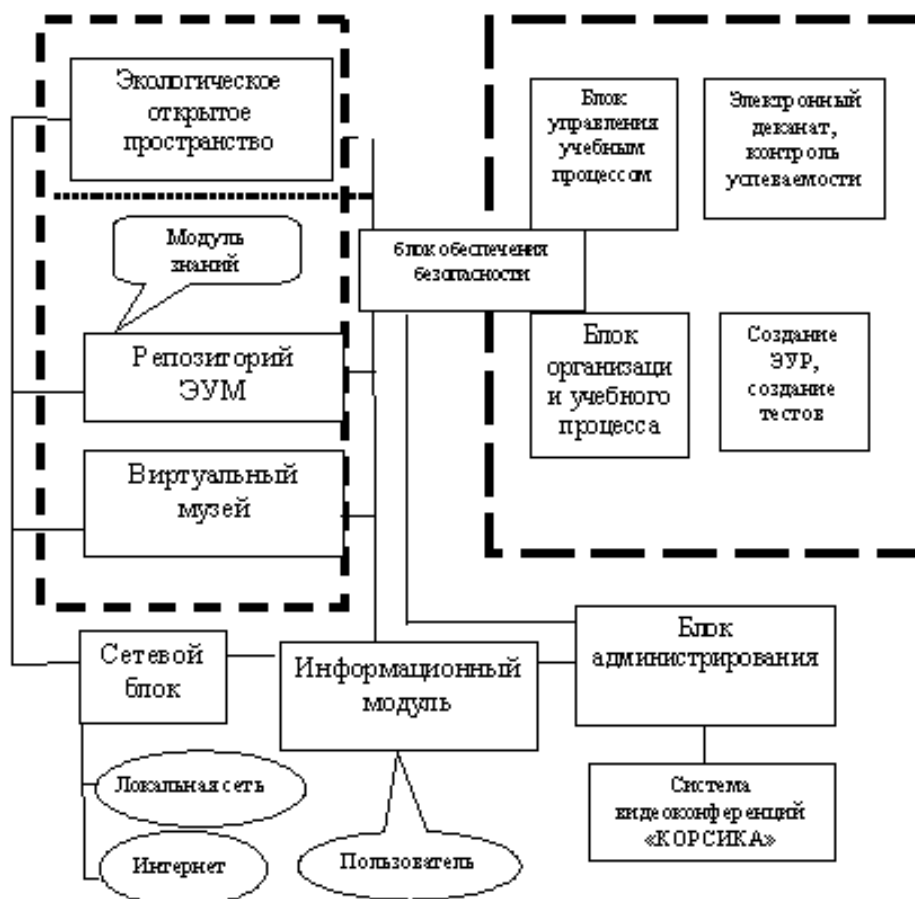 Экологическое
открытое
пространство
Блок
управления
учебным
процессом
Электронный
деканат,
контроль
успеваемости
Модуль
знаний
блок обеспечения
безопасности
Репозиторий
ЭУМ
Блок
организаци
и учебного
процесса
Создание
ЭУР,
создание
тестов
Виртуальный
музей
Сетевой
блок
Информационный
модуль
Блок
администрирования
Локальная сеть
Интернет
Пользователь
Система
видеоконференций
«КОРСИКА»